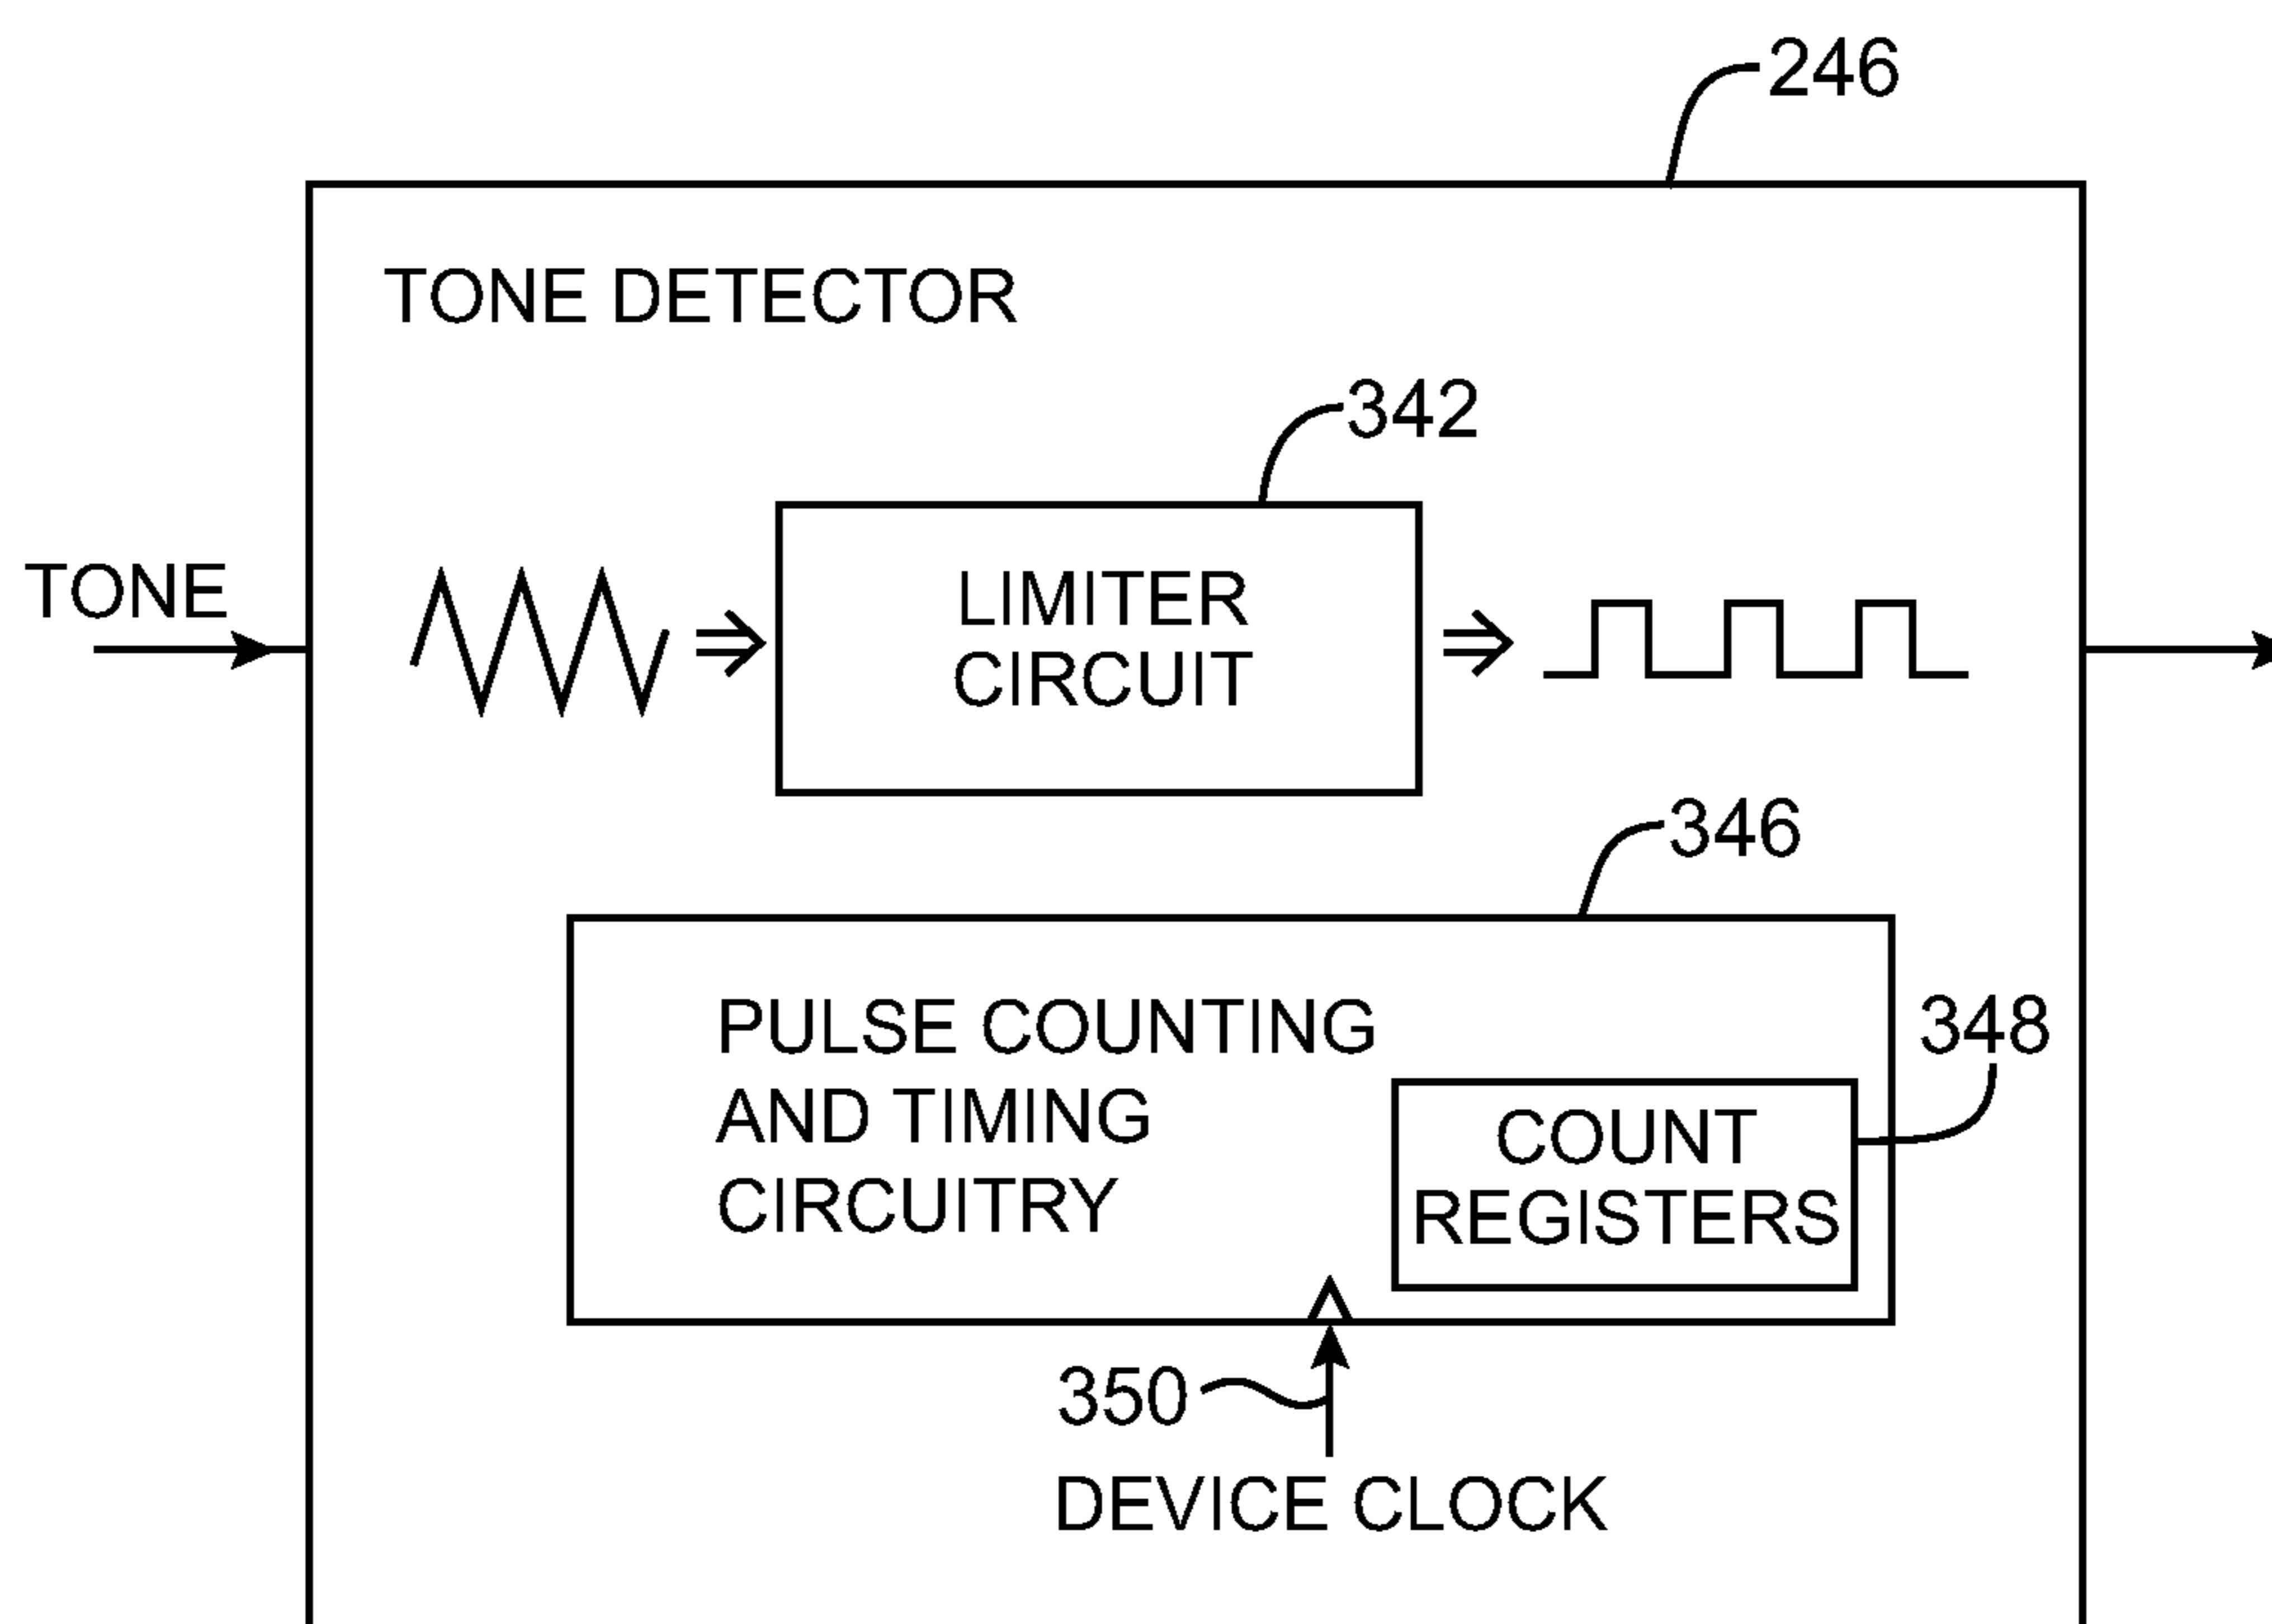 246
TONE DETECTOR
342
TONE
LIMITER
CIRCUIT
346
PULSE COUNTING
AND TIMING
CIRCUITRY
348
COUNT
REGISTERS
350
DEVICE CLOCK